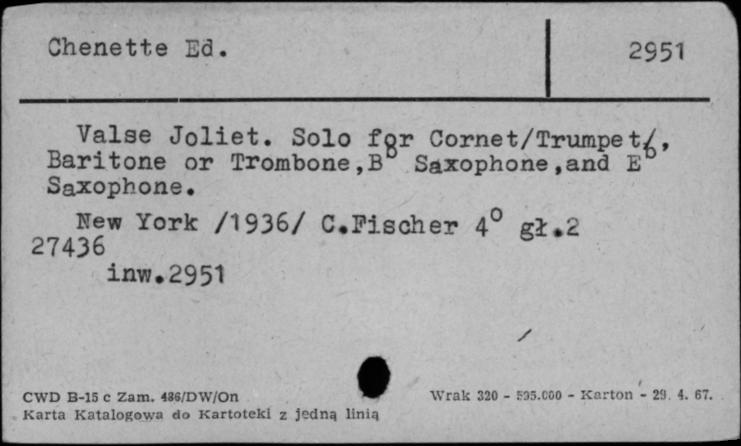 Chenette Ed.
2951
Valse Joliet. Solo for Cornet/Trumpet/,
Baritone or Trombone,Bb Saxophone,and Eb
Saxophone.
New York /1936/ C.Fischer 4° gł.2
27436
inw.2951
CWD B-15 c Zam. 486/DW/On
Wrak 320 - 595.000 - Karton - 29. 4. 67.
Karta Katalogowa do Kartoteki z jedną linią